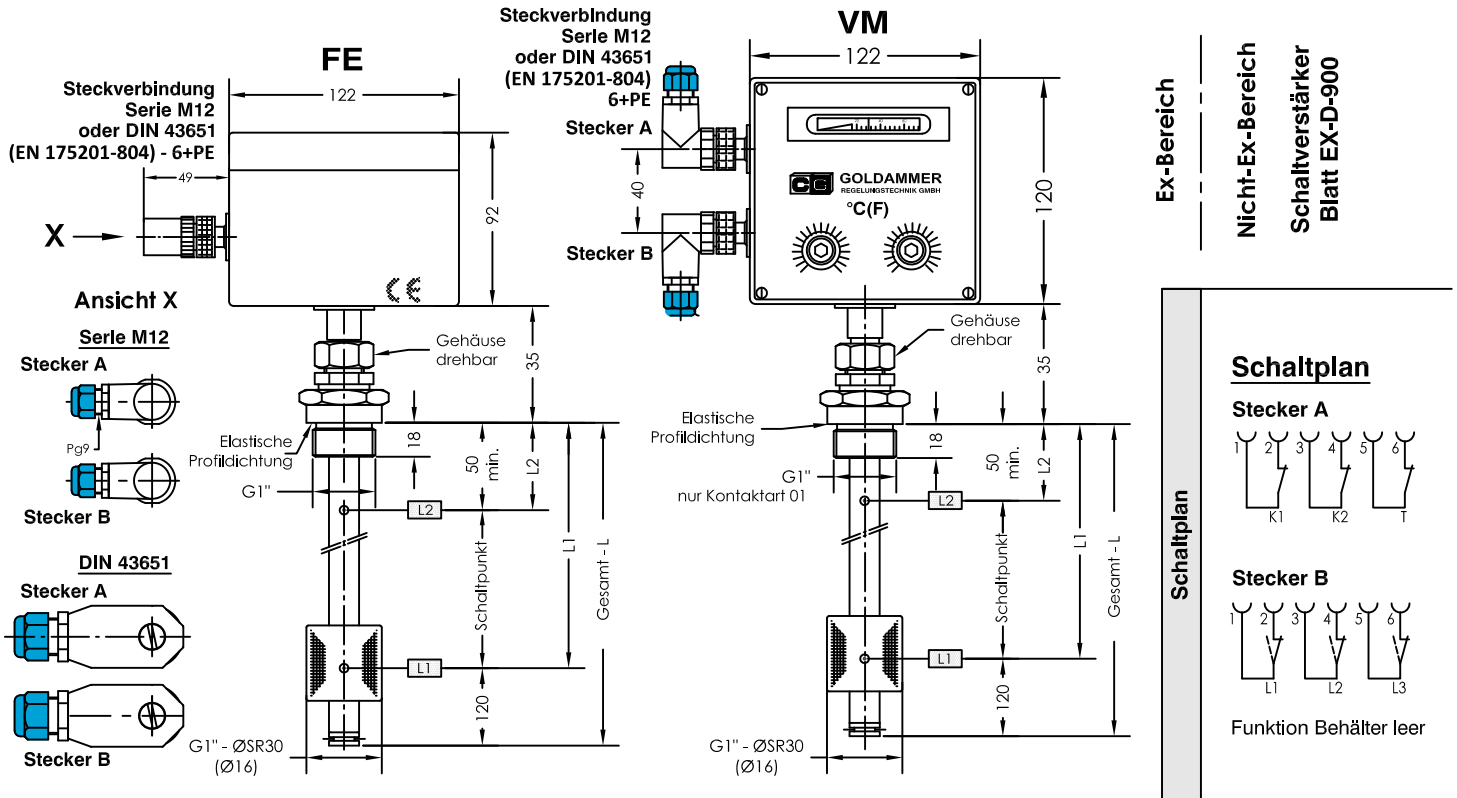 FE
Steckverbindung
Serie M12
oder DIN 43651
(EN 175201-804) - 6+PE
122
49
92
X
CE
Ansicht X
Serie M12
Stecker A
Pg9
Stecker B
DIN 43651
Stecker A
Stecker B
Gehäuse
drehbar
35
Elastische
Profildichtung
18
50
min.
L2
G1"
L2
Schaltpunkt
L1
Gesamt - L
L1
120
G1" - ØSR30
(Ø16)
Steckverbindung
Serie M12
oder DIN 43651
(EN 175201-804)
6+PE
Stecker A
40
Stecker B
VM
122
CG GOLDAMMER
REGELUNGSTECHNIK GMBH
°C(F)
120
Gehäuse
drehbar
35
Elastische
Profildichtung
18
50
min.
L2
G1"
nur Kontaktart 01
L2
Schaltpunkt
L1
Gesamt - L
L1
120
G1" - ØSR30
(Ø16)
Ex-Bereich
Nicht-Ex-Bereich
Schaltverstärker
Blatt EX-D-900
Schaltplan
Schaltplan
Stecker A
1 2 3 4 5 6
K1 K2 T
Stecker B
1 2 3 4 5 6
L1 L2 L3
Funktion Behälter leer